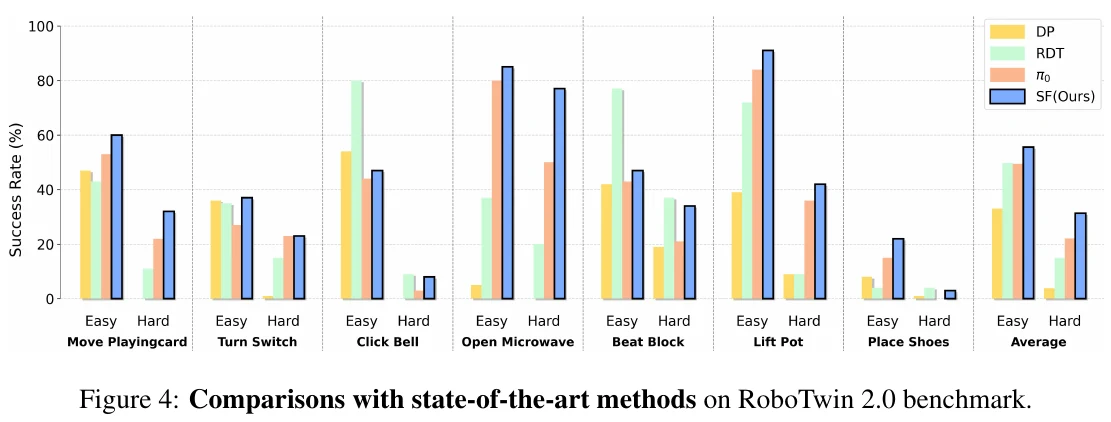 100
80
60
40
20
0
Success Rate (%)
DP
RDT
π₀
SF(Ours)
Easy Hard Easy Hard Easy Hard Easy Hard Easy Hard Easy Hard Easy Hard Easy Hard
Move Playingcard Turn Switch Click Bell Open Microwave Beat Block Lift Pot Place Shoes Average
Figure 4: Comparisons with state-of-the-art methods on RoboTwin 2.0 benchmark.